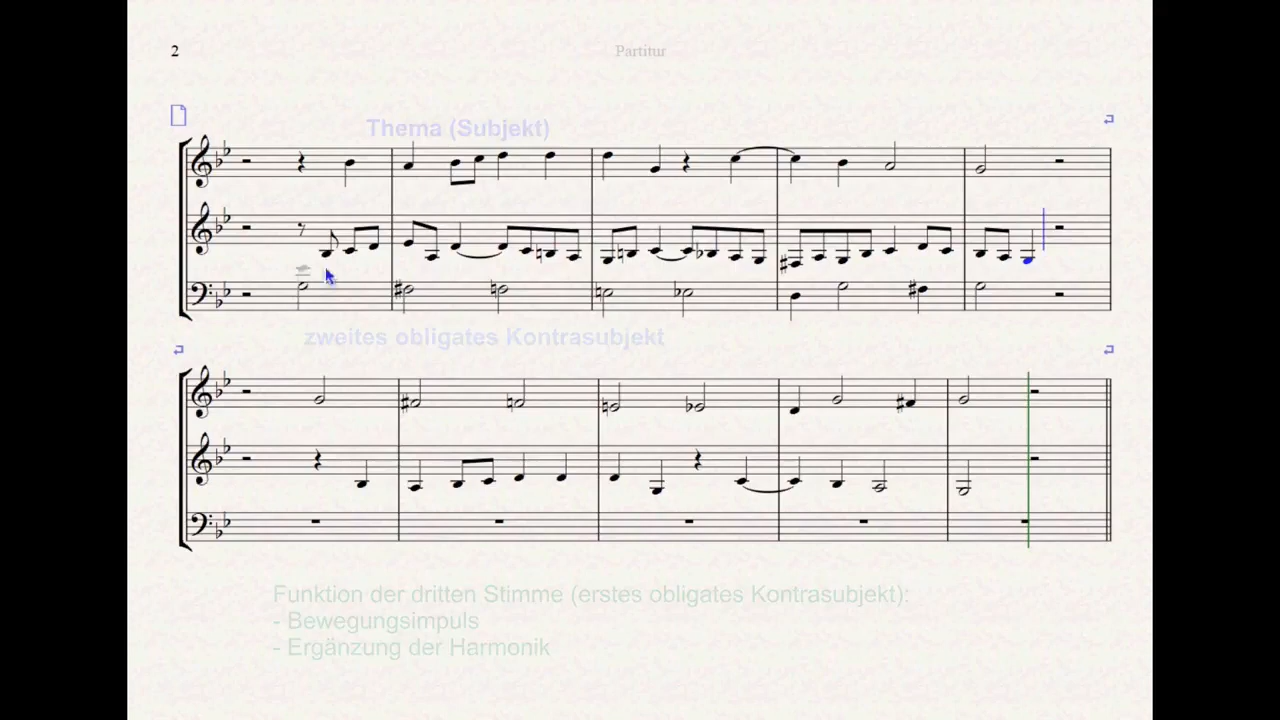 2
Partitur
Thema (Subjekt)
zweites obligates Kontrasubjekt
Funktion der dritten Stimme (erstes obligates Kontrasubjekt):
- Bewegungsimpuls
- Ergänzung der Harmonik